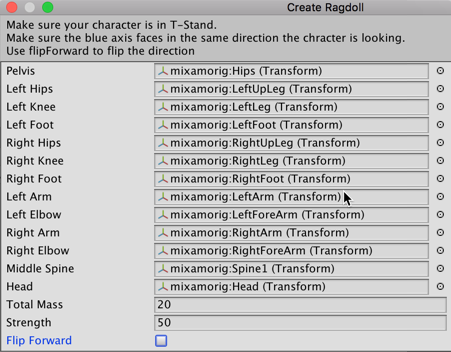 Create Ragdoll
Make sure your character is in T-Stand.
Make sure the blue axis faces in the same direction the chracter is looking.
Use flipForward to flip the direction
Pelvis mixamorig:Hips (Transform)
Left Hips mixamorig:LeftUpLeg (Transform)
Left Knee mixamorig:LeftLeg (Transform)
Left Foot mixamorig:LeftFoot (Transform)
Right Hips mixamorig:RightUpLeg (Transform)
Right Knee mixamorig:RightLeg (Transform)
Right Foot mixamorig:RightFoot (Transform)
Left Arm mixamorig:LeftArm (Transform)
Left Elbow mixamorig:LeftForeArm (Transform)
Right Arm mixamorig:RightArm (Transform)
Right Elbow mixamorig:RightForeArm (Transform)
Middle Spine mixamorig:Spine1 (Transform)
Head mixamorig:Head (Transform)
Total Mass 20
Strength 50
Flip Forward